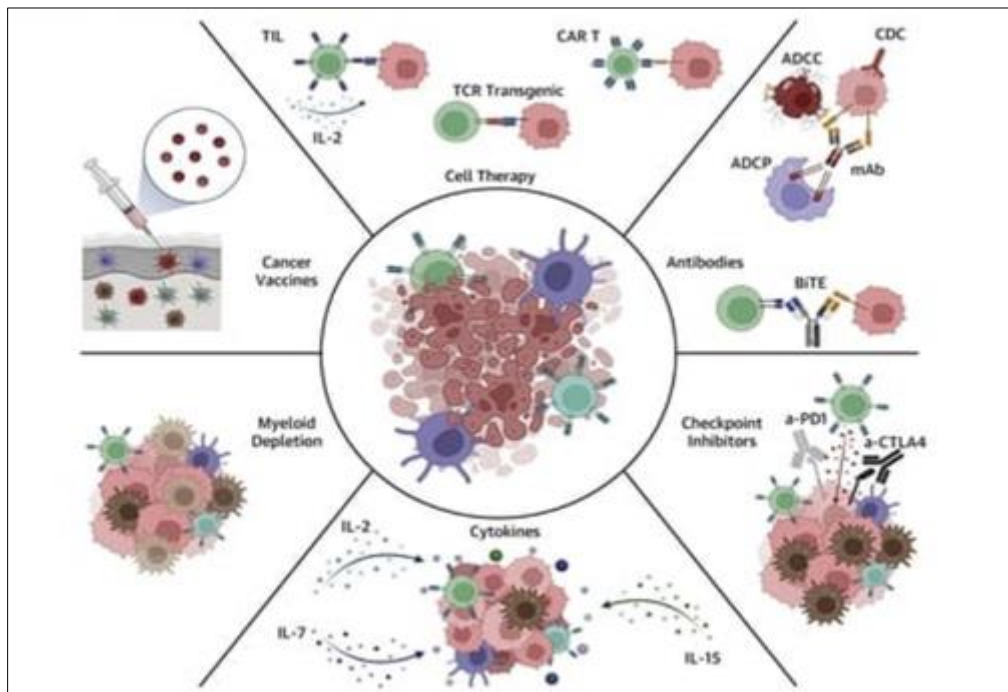 TIL
IL-2
TCR Transgenic
CAR T
Cell Therapy
ADCC
CDC
ADCP
mAb
Antibodies
BiTE
Cancer
Vaccines
Myeloid
Depletion
Checkpoint
Inhibitors
a-PD1
a-CTLA4
Cytokines
IL-2
IL-7
IL-15